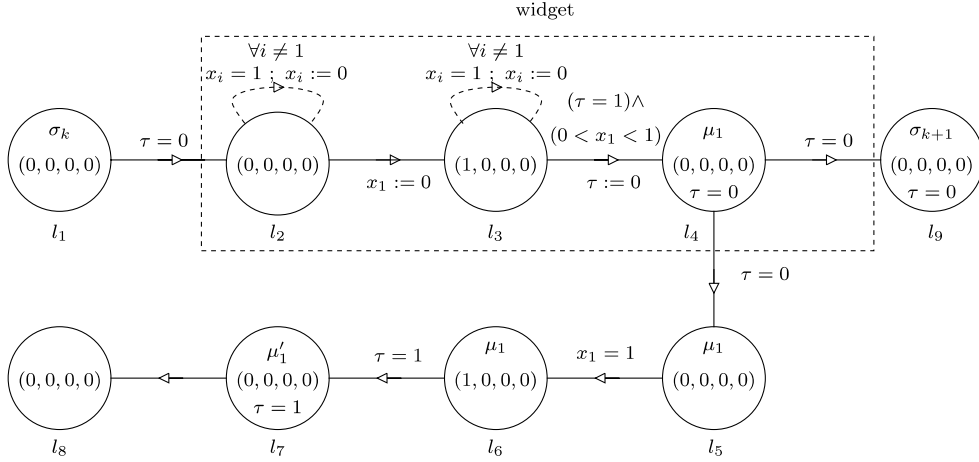 widget
∀i ≠ 1
x_i = 1 ; x_i := 0
∀i ≠ 1
x_i = 1 ; x_i := 0
(τ = 1)∧
(0 < x_1 < 1)
σ_k
(0, 0, 0, 0)
l_1
τ = 0
(0, 0, 0, 0)
l_2
x_1 := 0
(1, 0, 0, 0)
l_3
τ := 0
μ_1
(0, 0, 0, 0)
τ = 0
l_4
τ = 0
σ_{k+1}
(0, 0, 0, 0)
τ = 0
l_9
τ = 0
μ_1
(0, 0, 0, 0)
l_5
x_1 = 1
μ_1
(1, 0, 0, 0)
l_6
τ = 1
μ′_1
(0, 0, 0, 0)
τ = 1
l_7
(0, 0, 0, 0)
l_8